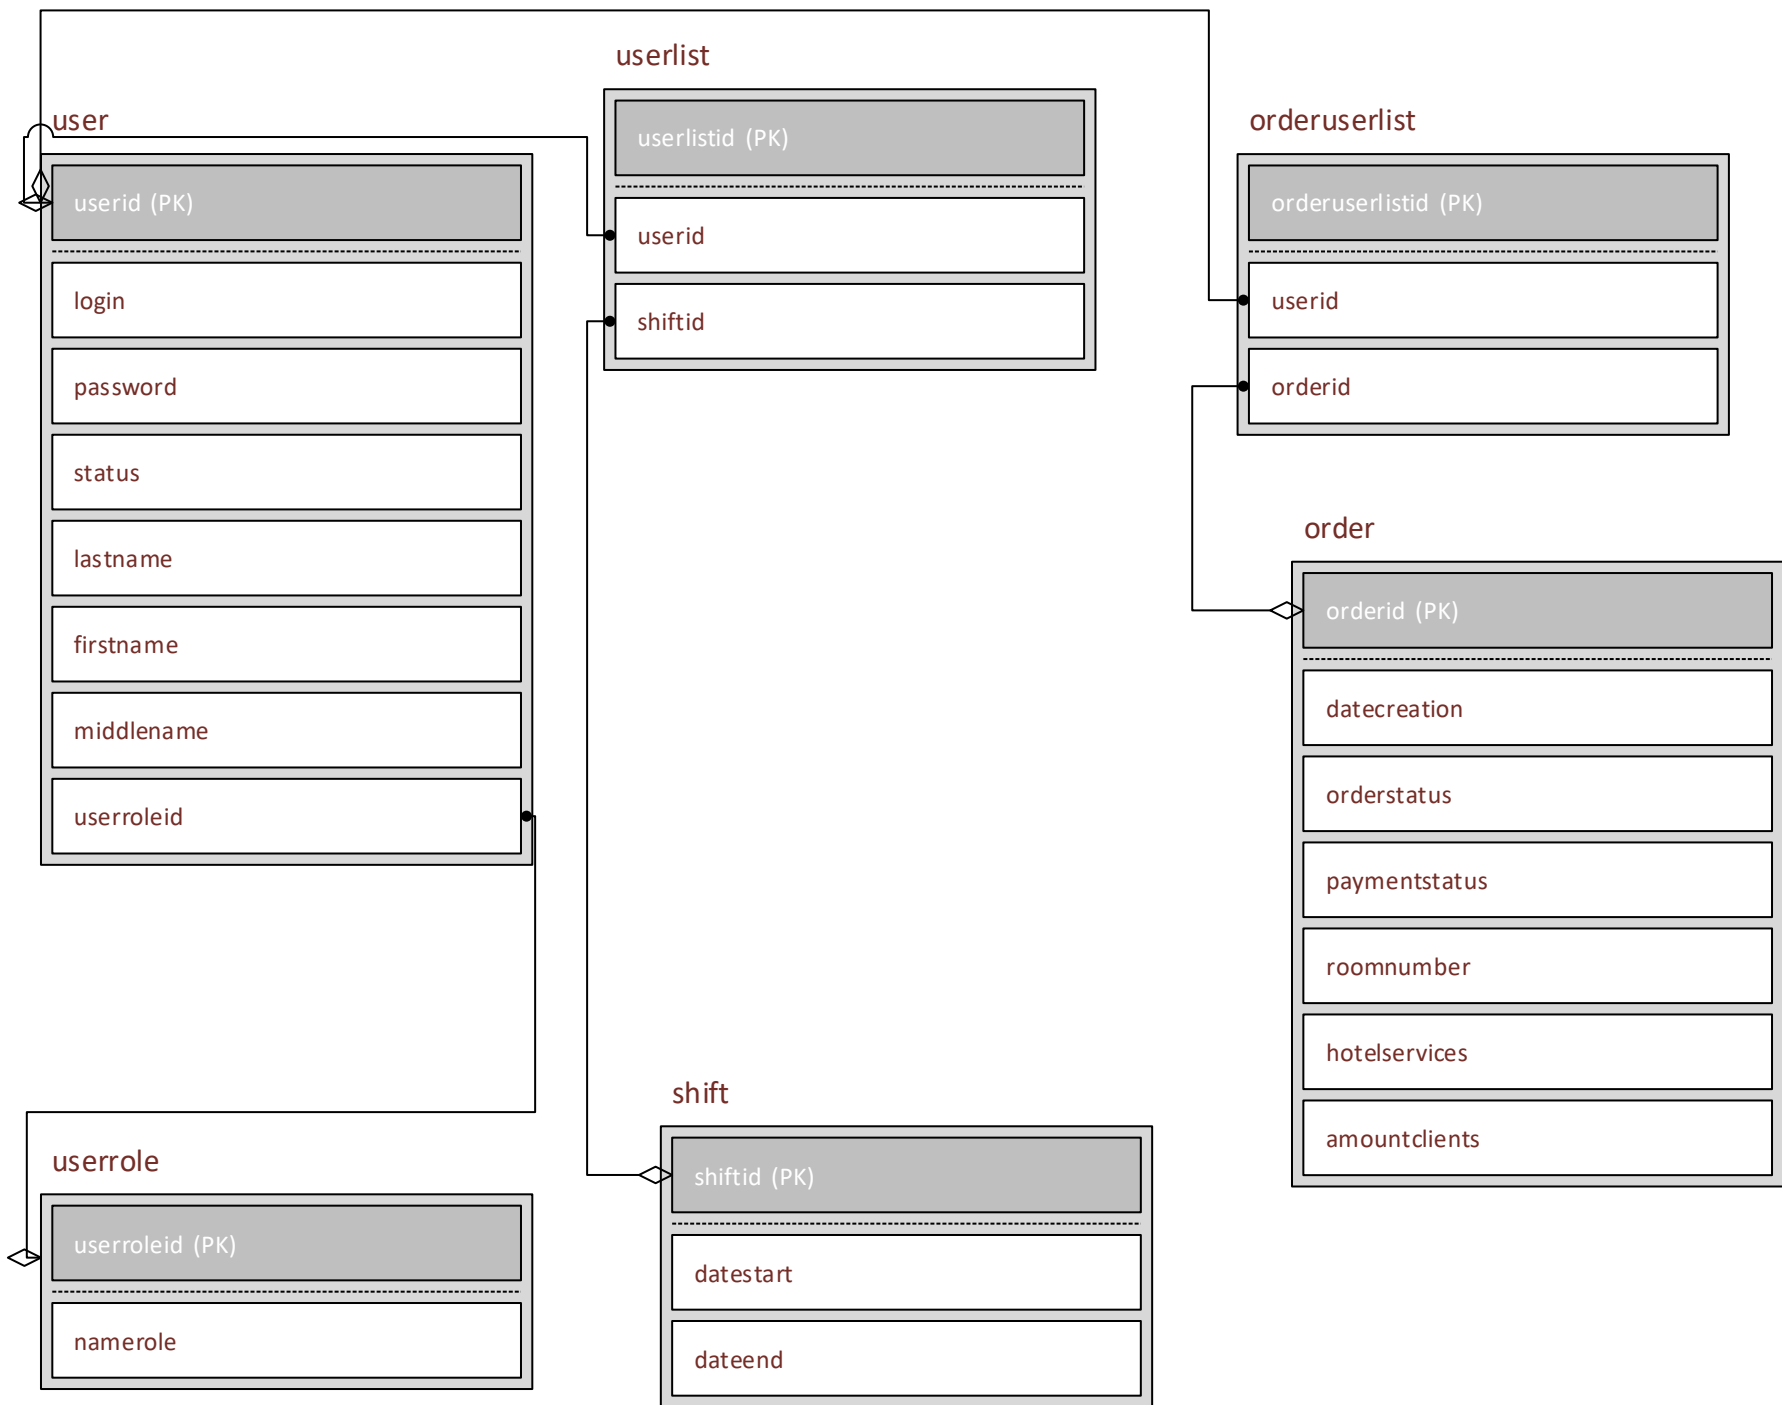 user
userid (PK)
login
password
status
lastname
firstname
middlename
userroleid
userlist
userlistid (PK)
userid
shiftid
orderuserlist
orderuserlistid (PK)
userid
orderid
order
orderid (PK)
datecreation
orderstatus
paymentstatus
roomnumber
hotelservices
amountclients
userrole
userroleid (PK)
namerole
shift
shiftid (PK)
datestart
dateend